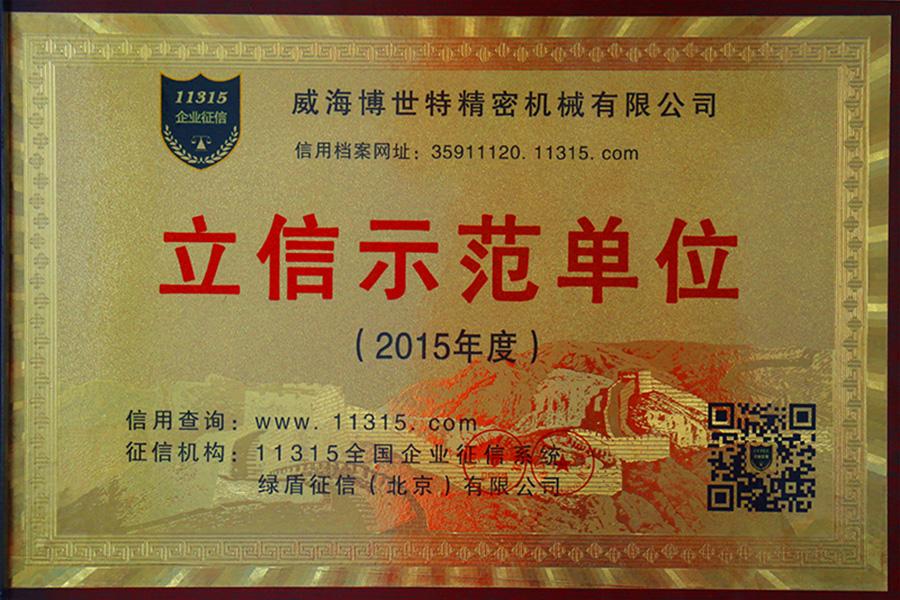 11315
企业征信
威海博世特精密机械有限公司
信用档案网址：35911120.11315.com
立信示范单位
（2015年度）
信用查询：www.11315.com
征信机构：11315全国企业征信系统
绿盾征信（北京）有限公司